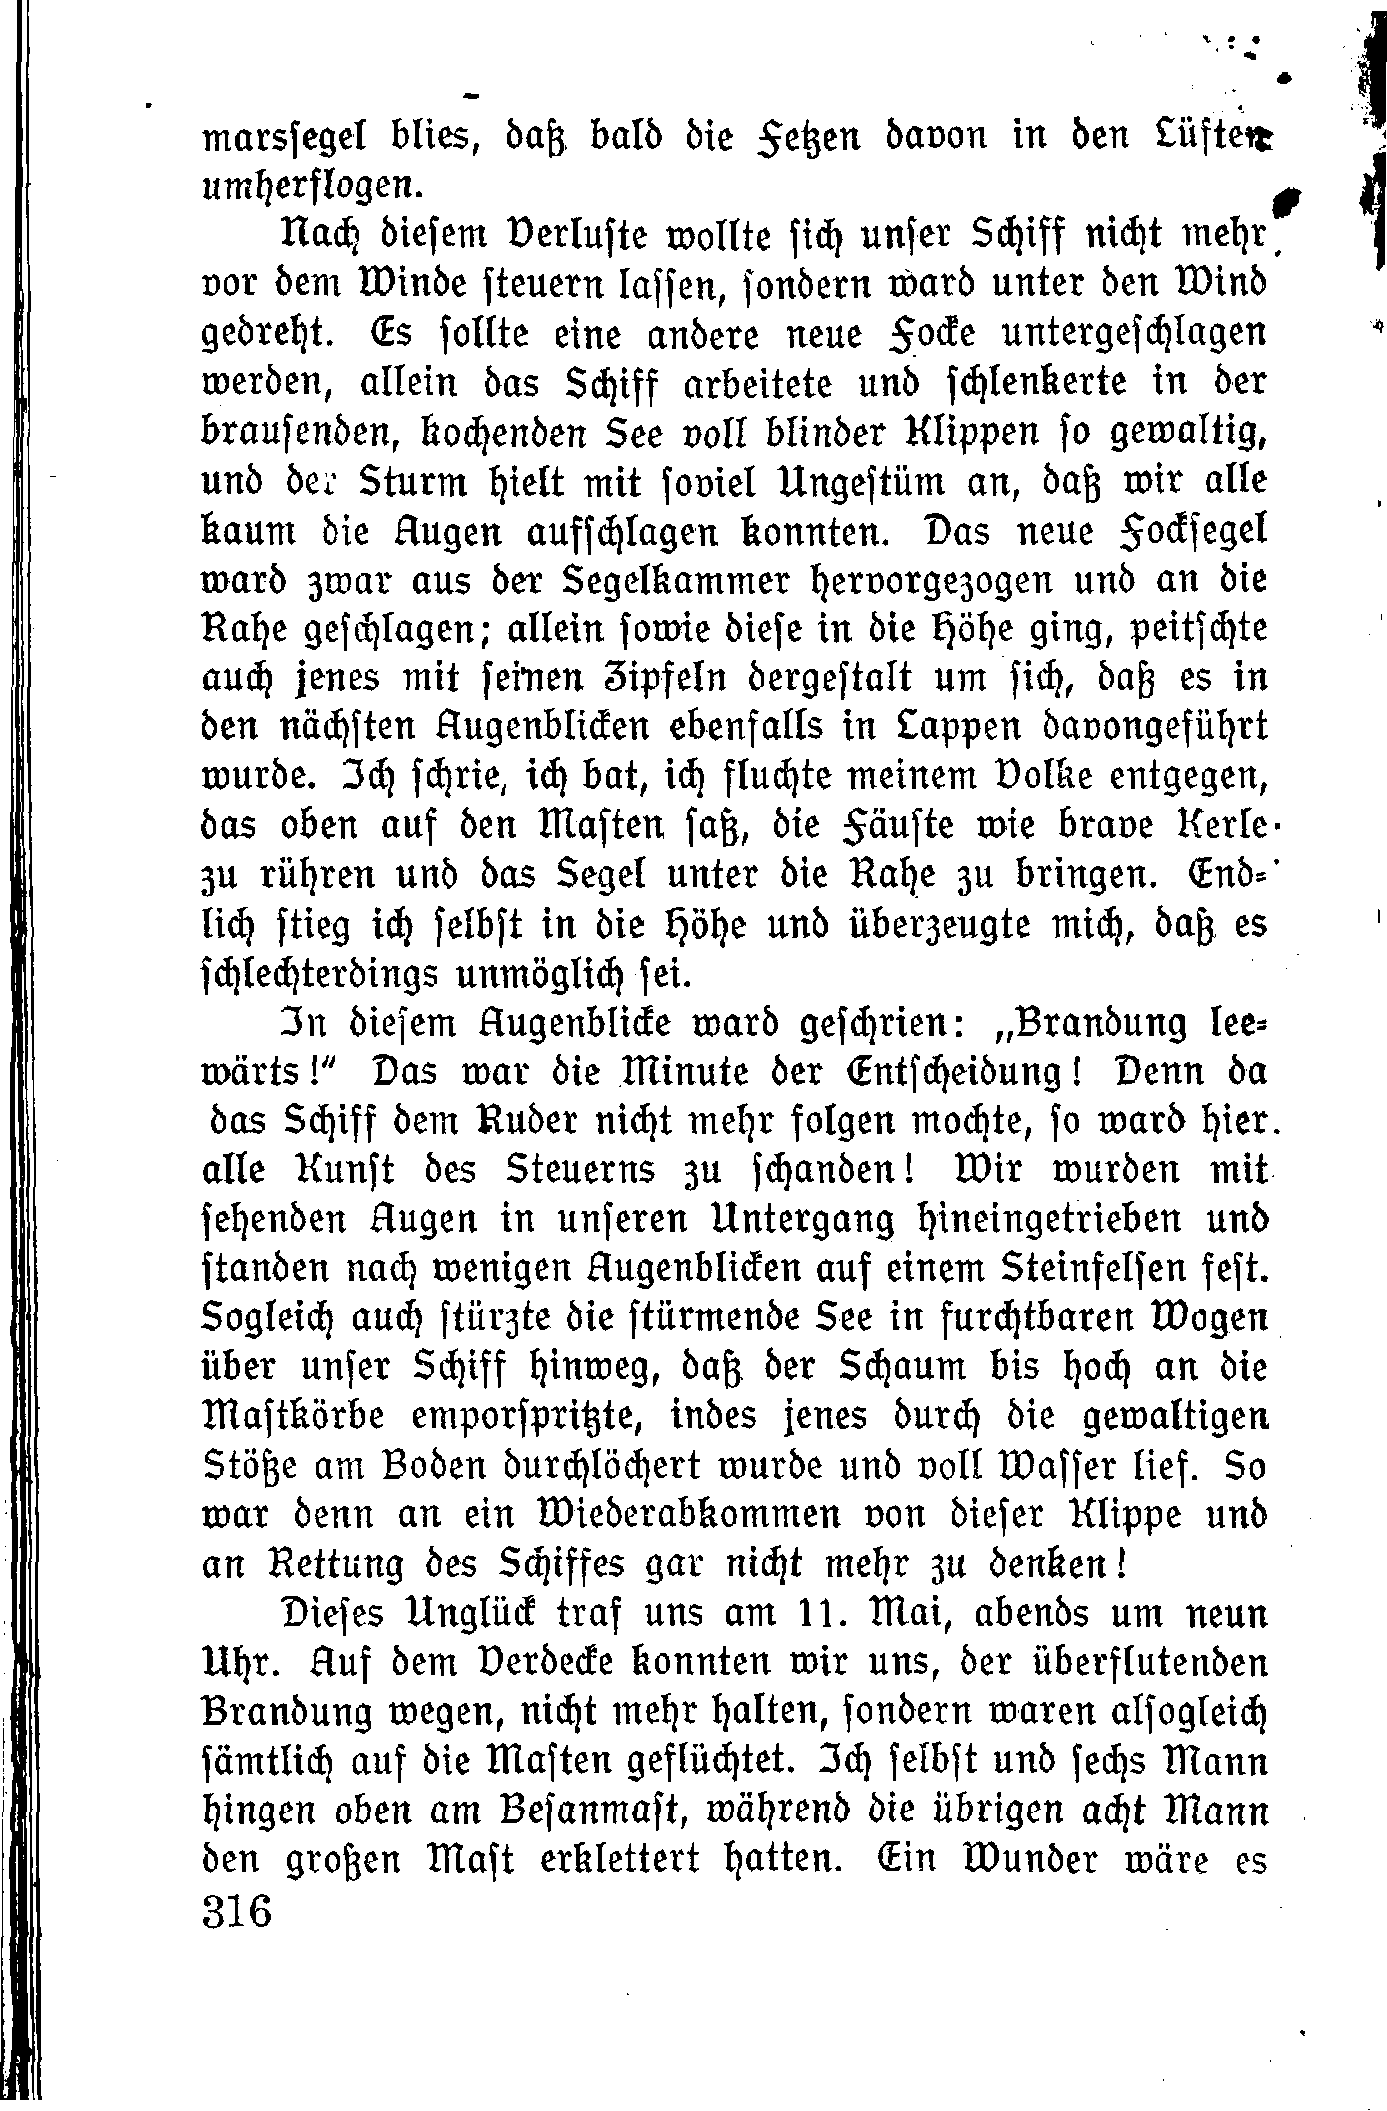 marssegel blies, daß bald die Fetzen davon in den Lüften
umherflogen.
Nach diesem Verluste wollte sich unser Schiff nicht mehr
vor dem Winde steuern lassen, sondern ward unter den Wind
gedreht. Es sollte eine andere neue Focke untergeschlagen
werden, allein das Schiff arbeitete und schlenkerte in der
brausenden, kochenden See voll blinder Klippen so gewaltig,
und der Sturm hielt mit soviel Ungestüm an, daß wir alle
kaum die Augen aufschlagen konnten. Das neue Focksegel
ward zwar aus der Segelkammer hervorgezogen und an die
Rahe geschlagen; allein sowie diese in die Höhe ging, peitschte
auch jenes mit seinen Zipfeln dergestalt um sich, daß es in
den nächsten Augenblicken ebenfalls in Lappen davongeführt
wurde. Ich schrie, ich bat, ich fluchte meinem Volke entgegen,
das oben auf den Masten saß, die Fäuste wie brave Kerle
zu rühren und das Segel unter die Rahe zu bringen. End-
lich stieg ich selbst in die Höhe und überzeugte mich, daß es
schlechterdings unmöglich sei.
In diesem Augenblicke ward geschrien: „Brandung lee-
wärts!“ Das war die Minute der Entscheidung! Denn da
das Schiff dem Ruder nicht mehr folgen mochte, so ward hier
alle Kunst des Steuerns zu schanden! Wir wurden mit
sehenden Augen in unseren Untergang hineingetrieben und
standen nach wenigen Augenblicken auf einem Steinfelsen fest.
Sogleich auch stürzte die stürmende See in furchtbaren Wogen
über unser Schiff hinweg, daß der Schaum bis hoch an die
Mastkörbe emporspritzte, indes jenes durch die gewaltigen
Stöße am Boden durchlöchert wurde und voll Wasser lief. So
war denn an ein Wiederabkommen von dieser Klippe und
an Rettung des Schiffes gar nicht mehr zu denken!
Dieses Unglück traf uns am 11. Mai, abends um neun
Uhr. Auf dem Verdecke konnten wir uns, der überflutenden
Brandung wegen, nicht mehr halten, sondern waren alsogleich
sämtlich auf die Masten geflüchtet. Ich selbst und sechs Mann
hingen oben am Besanmast, während die übrigen acht Mann
den großen Mast erklettert hatten. Ein Wunder wäre es
316